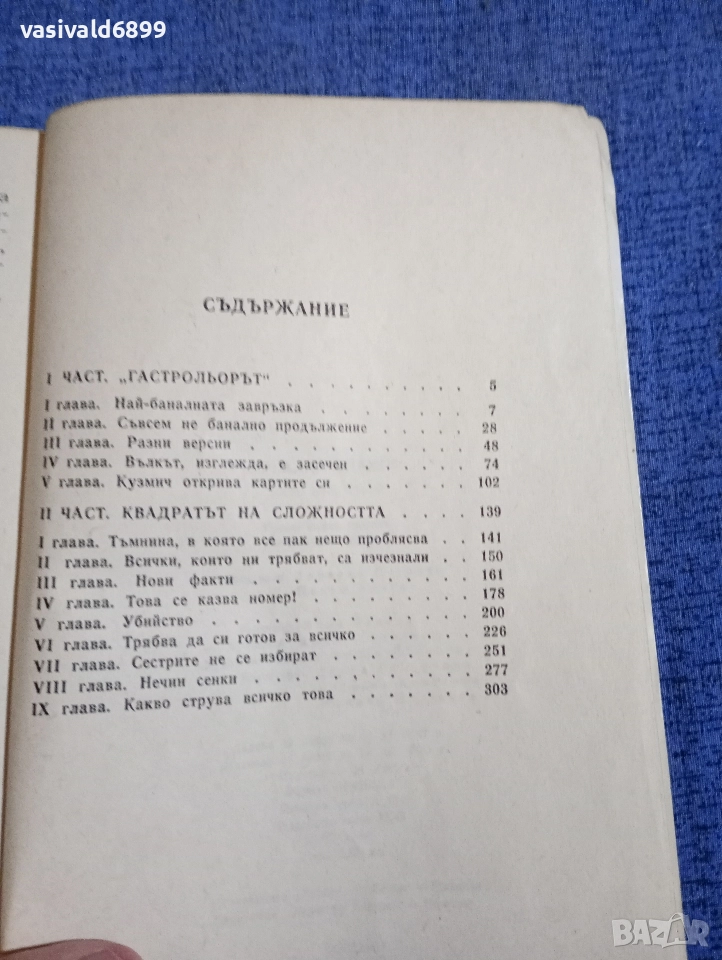 vasivald6899
СЪДЪРЖАНИЕ
I ЧАСТ. „ГАСТРОЛЬОРЪТ“ . . . . . . . . . . 5
I глава. Най-баналната завръзка . . . . . . . 7
II глава. Съвсем не банално продължение . . . . . 28
III глава. Разни версии . . . . . . . . . . . 48
IV глава. Вълкът, изглежда, е засечен . . . . . 74
V глава. Кузмич открива картите си . . . . . . 102
II ЧАСТ. КВАДРАТЪТ НА СЛОЖНОСТТА . . . . 139
I глава. Тъмнина, в която все пак нещо проблясва . . 141
II глава. Всички, които ни трябват, са изчезнали . . 150
III глава. Нови факти . . . . . . . . . . . 161
IV глава. Това се казва номер! . . . . . . . . 178
V глава. Убийство . . . . . . . . . . . . . 200
VI глава. Трябва да си готов за всичко . . . . . 226
VII глава. Сестрите не се избират . . . . . . . 251
VIII глава. Нечии сенки . . . . . . . . . . . 277
IX глава. Какво струва всичко това . . . . . . 303
BAZAR